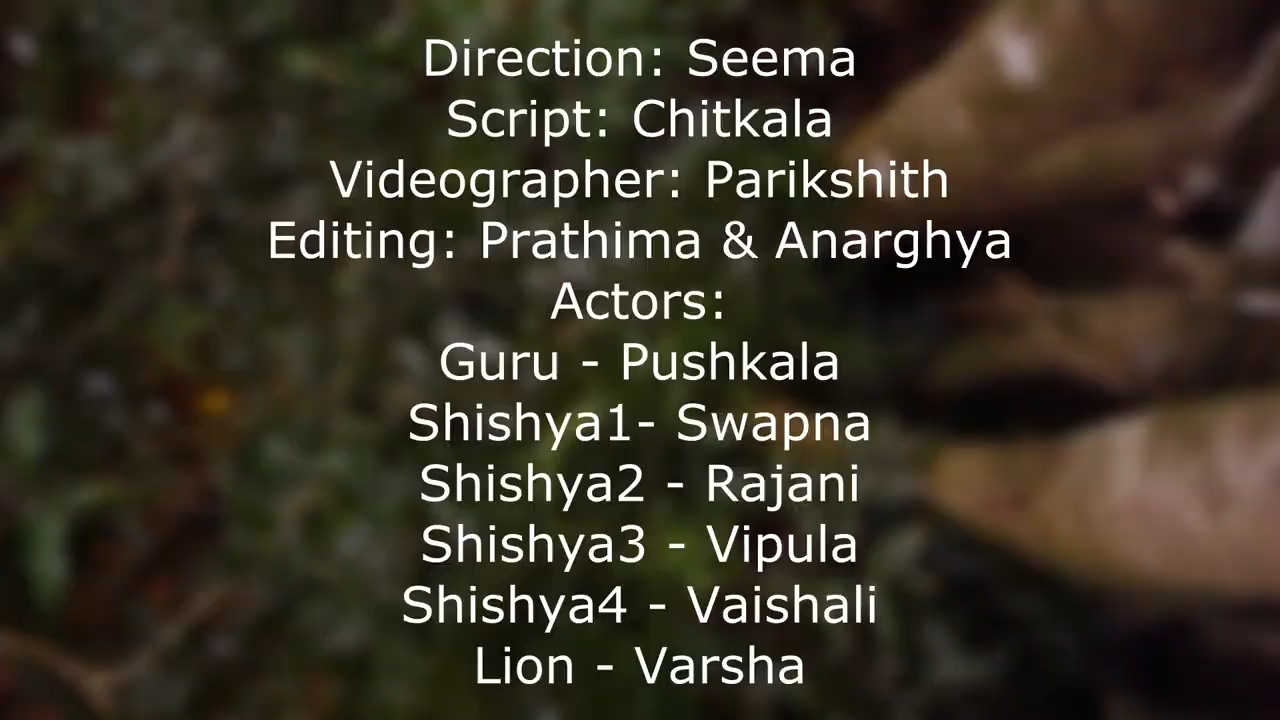 Direction: Seema
Script: Chitkala
Videographer: Parikshith
Editing: Prathima & Anarghya
Actors:
Guru - Pushkala
Shishya1- Swapna
Shishya2 - Rajani
Shishya3 - Vipula
Shishya4 - Vaishali
Lion - Varsha